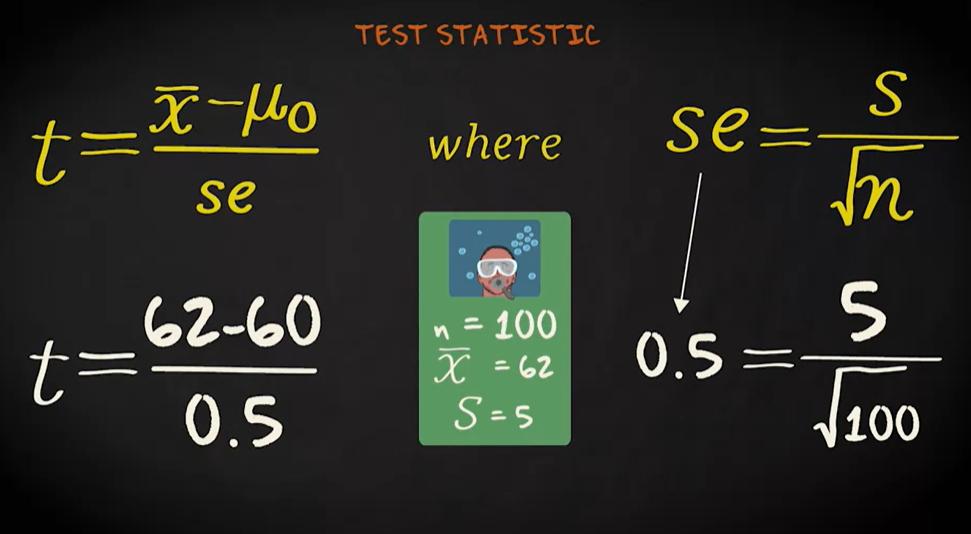 TEST STATISTIC
t = (x̄ − μ₀) / se
where
se = s / √n
n = 100
x̄ = 62
S = 5
t = (62-60) / 0.5
0.5 = 5 / √100